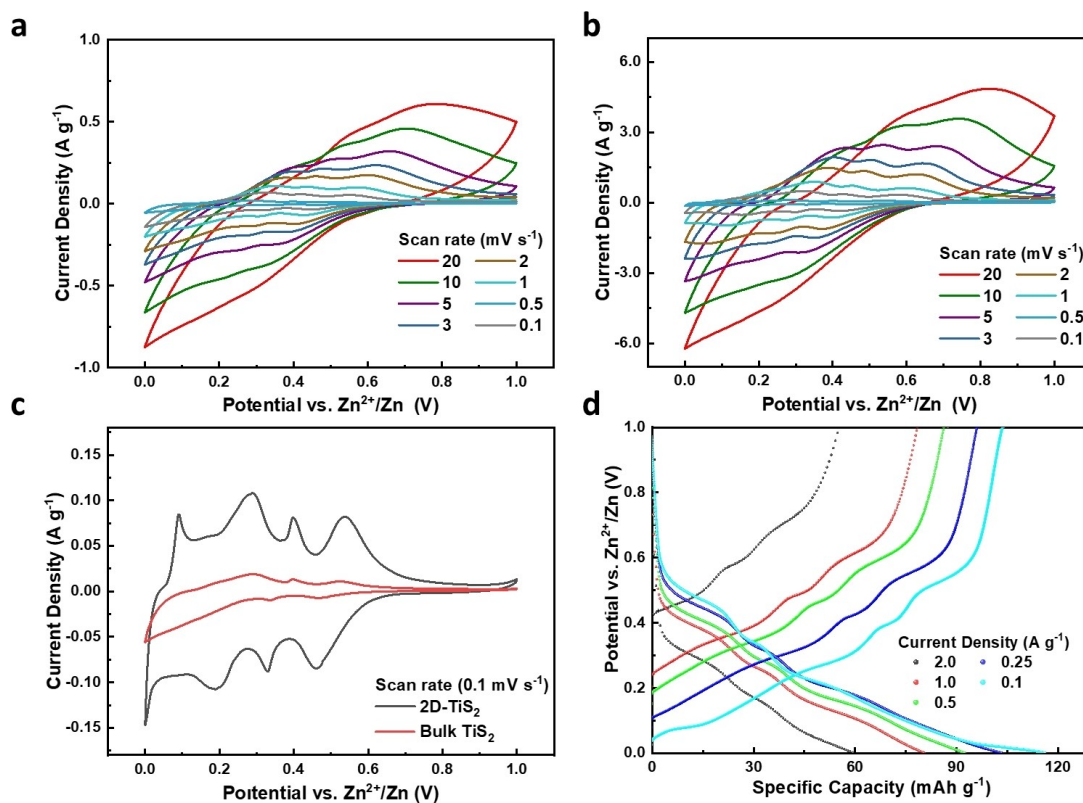 a
1.0
0.5
0.0
-0.5
-1.0
Current Density (A g⁻¹)
Scan rate (mV s⁻¹)
20 2
10 1
5 0.5
3 0.1
0.0 0.2 0.4 0.6 0.8 1.0
Potential vs. Zn²⁺/Zn (V)
b
6.0
3.0
0.0
-3.0
-6.0
Current Density (A g⁻¹)
Scan rate (mV s⁻¹)
20 2
10 1
5 0.5
3 0.1
0.0 0.2 0.4 0.6 0.8 1.0
Potential vs. Zn²⁺/Zn (V)
c
0.15
0.10
0.05
0.00
-0.05
-0.10
-0.15
Current Density (A g⁻¹)
Scan rate (0.1 mV s⁻¹)
2D-TiS₂
Bulk TiS₂
0.0 0.2 0.4 0.6 0.8 1.0
Potential vs. Zn²⁺/Zn (V)
d
1.0
0.8
0.6
0.4
0.2
0.0
Potential vs. Zn²⁺/Zn (V)
Current Density (A g⁻¹)
2.0 0.25
1.0 0.1
0.5
0 30 60 90 120
Specific Capacity (mAh g⁻¹)